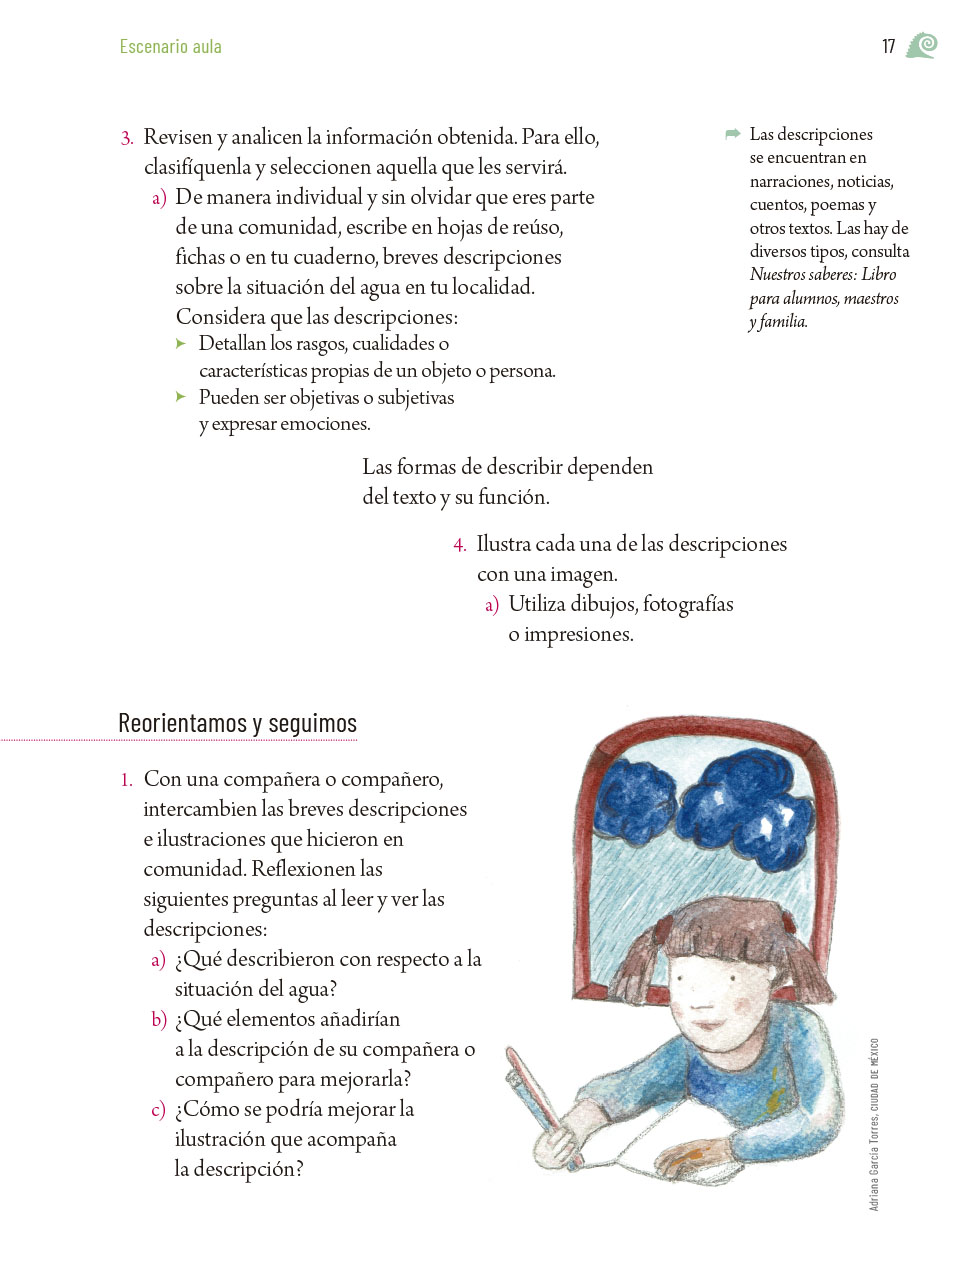 Escenario aula
17
3. Revisen y analicen la información obtenida. Para ello,
clasifíquenla y seleccionen aquella que les servirá.
a) De manera individual y sin olvidar que eres parte
de una comunidad, escribe en hojas de reúso,
fichas o en tu cuaderno, breves descripciones
sobre la situación del agua en tu localidad.
Considera que las descripciones:
Detallan los rasgos, cualidades o
características propias de un objeto o persona.
Pueden ser objetivas o subjetivas
y expresar emociones.
Las descripciones
se encuentran en
narraciones, noticias,
cuentos, poemas y
otros textos. Las hay de
diversos tipos, consulta
Nuestros saberes: Libro
para alumnos, maestros
y familia.
Las formas de describir dependen
del texto y su función.
4. Ilustra cada una de las descripciones
con una imagen.
a) Utiliza dibujos, fotografías
o impresiones.
Reorientamos y seguimos
1. Con una compañera o compañero,
intercambien las breves descripciones
e ilustraciones que hicieron en
comunidad. Reflexionen las
siguientes preguntas al leer y ver las
descripciones:
a) ¿Qué describieron con respecto a la
situación del agua?
b) ¿Qué elementos añadirían
a la descripción de su compañera o
compañero para mejorarla?
c) ¿Cómo se podría mejorar la
ilustración que acompaña
la descripción?
Adriana García Torres, CIUDAD DE MÉXICO